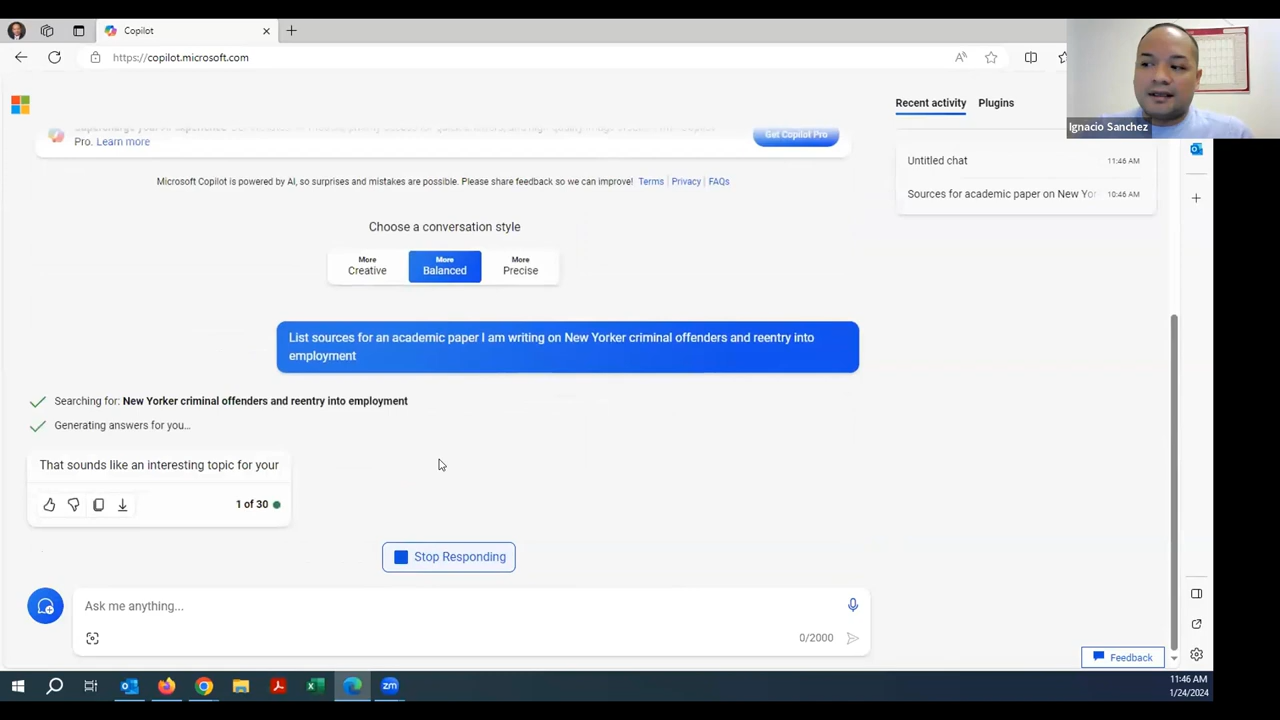 Copilot
https://copilot.microsoft.com
Ignacio Sanchez
Recent activity
Plugins
Get Copilot Pro
Pro. Learn more
Untitled chat
11:46 AM
Sources for academic paper on New Yor
10:46 AM
Microsoft Copilot is powered by AI, so surprises and mistakes are possible. Please share feedback so we can improve! Terms | Privacy | FAQs
Choose a conversation style
More
Creative
More
Balanced
More
Precise
List sources for an academic paper I am writing on New Yorker criminal offenders and reentry into
employment
Searching for: New Yorker criminal offenders and reentry into employment
Generating answers for you...
That sounds like an interesting topic for your
1 of 30
Stop Responding
Ask me anything...
0/2000
Feedback
11:46 AM
1/24/2024